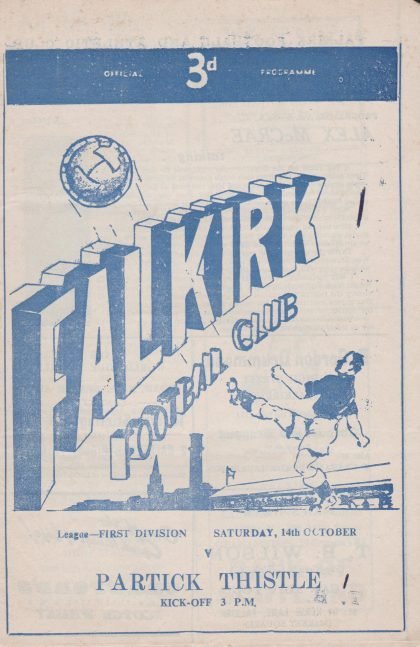 OFFICIAL 3d PROGRAMME
FALKIRK
FOOTBALL CLUB
League—FIRST DIVISION SATURDAY, 14th OCTOBER
v
PARTICK THISTLE
KICK-OFF 3 P.M.